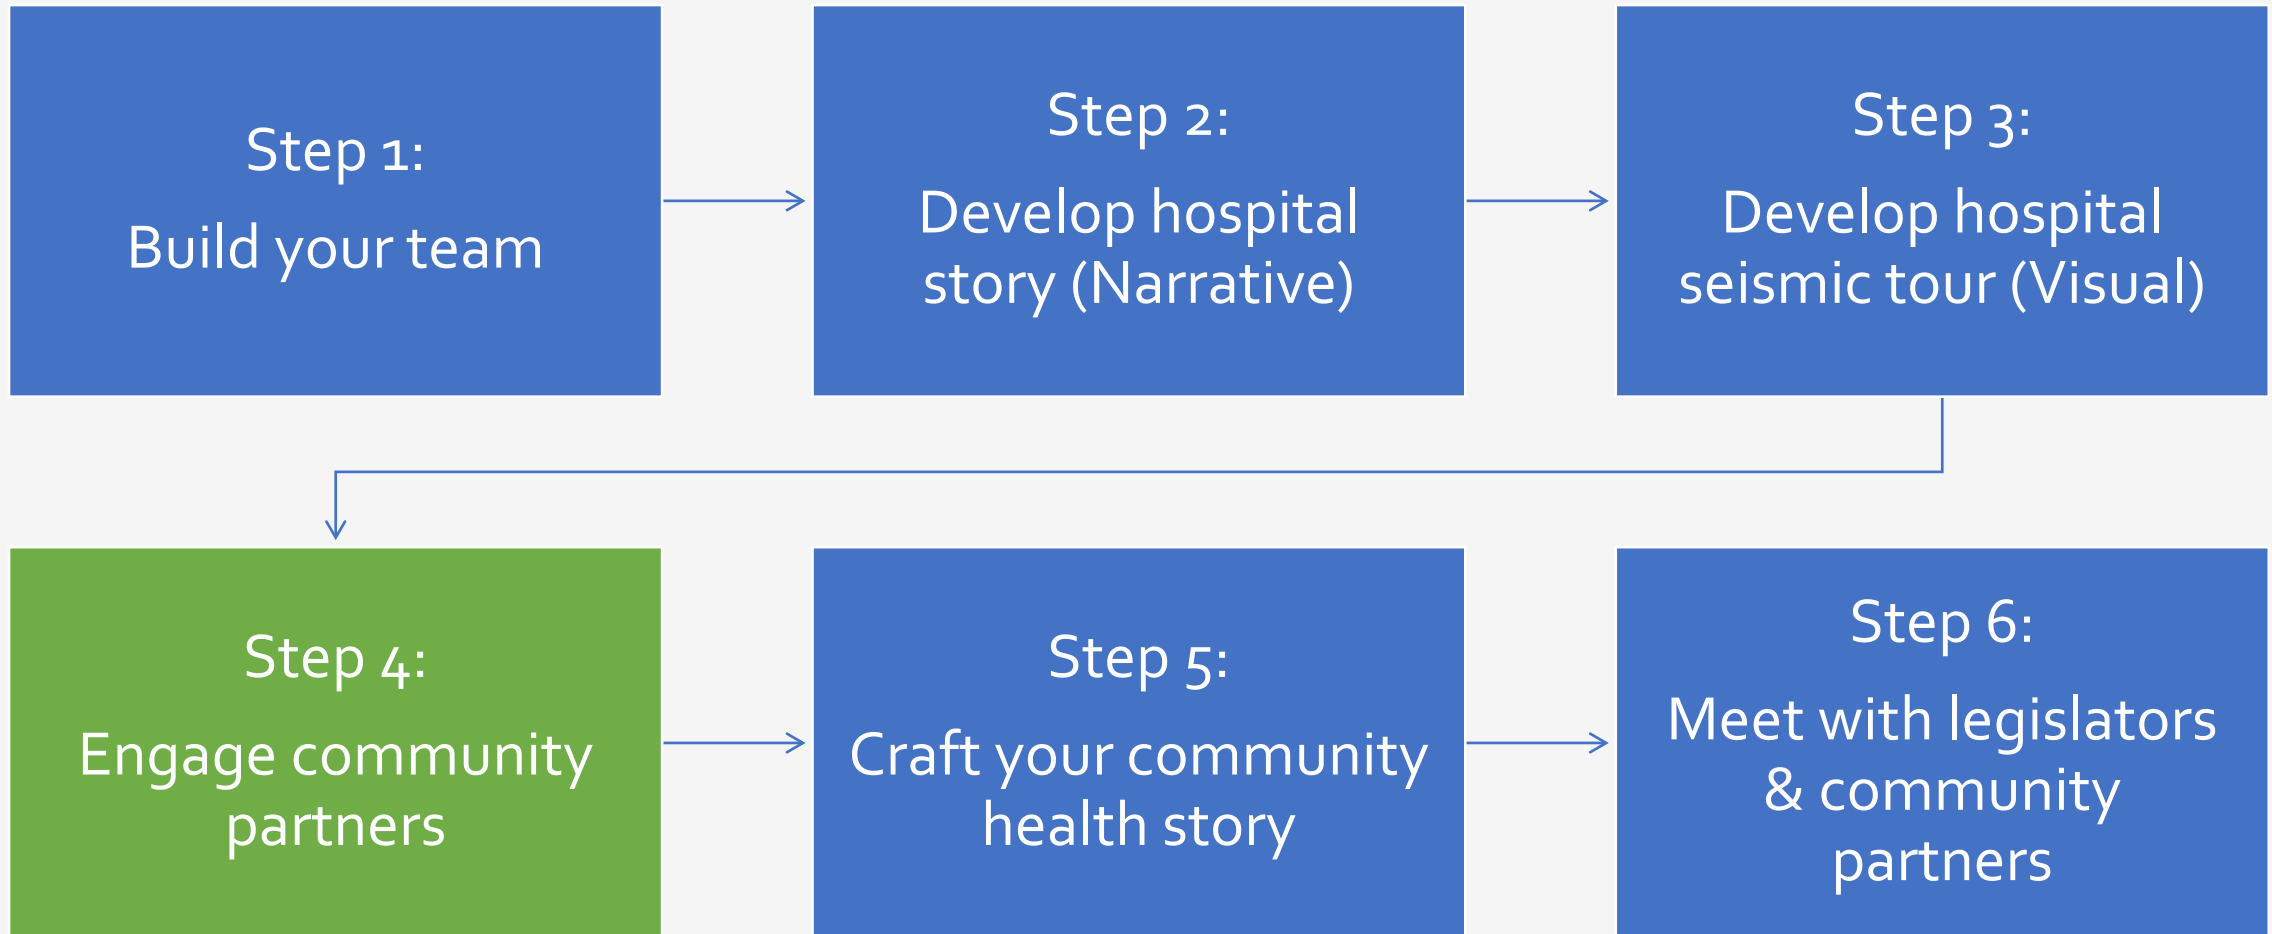 Step 1:
Build your team
Step 2:
Develop hospital
story (Narrative)
Step 3:
Develop hospital
seismic tour (Visual)
Step 4:
Engage community
partners
Step 5:
Craft your community
health story
Step 6:
Meet with legislators
& community
partners